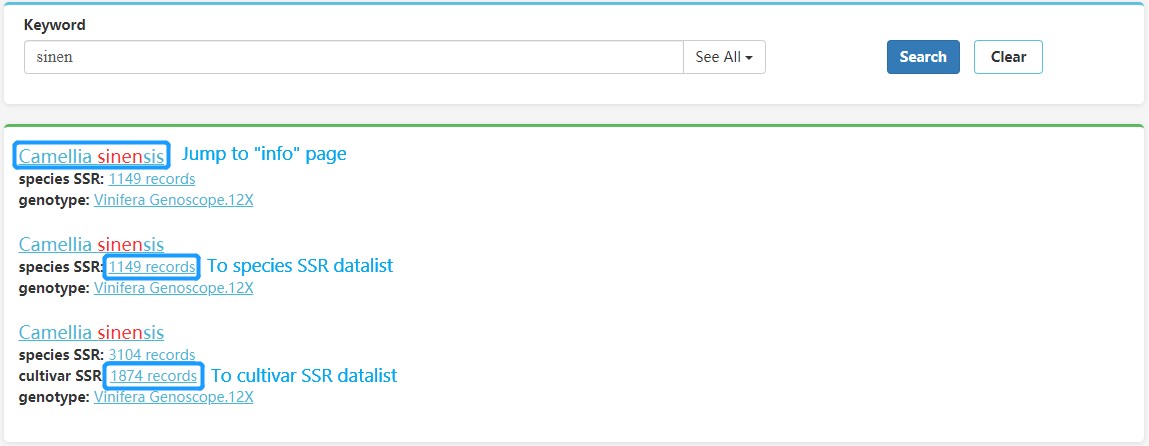 Keyword
sinen See All Search Clear
Camellia sinensis Jump to "info" page
species SSR: 1149 records
genotype: Vinifera Genoscope.12X
Camellia sinensis
species SSR: 1149 records To species SSR datalist
genotype: Vinifera Genoscope.12X
Camellia sinensis
species SSR: 3104 records
cultivar SSR: 1874 records To cultivar SSR datalist
genotype: Vinifera Genoscope.12X